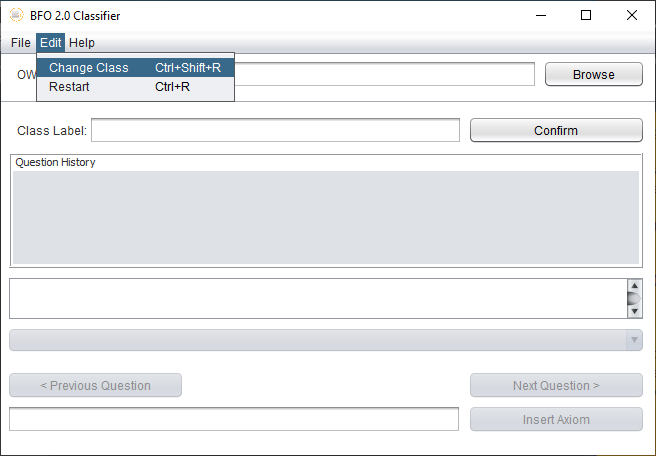 BFO 2.0 Classifier
File Edit Help
Change Class Ctrl+Shift+R
OW Browse
Restart Ctrl+R
Class Label: Confirm
Question History
< Previous Question Next Question >
Insert Axiom